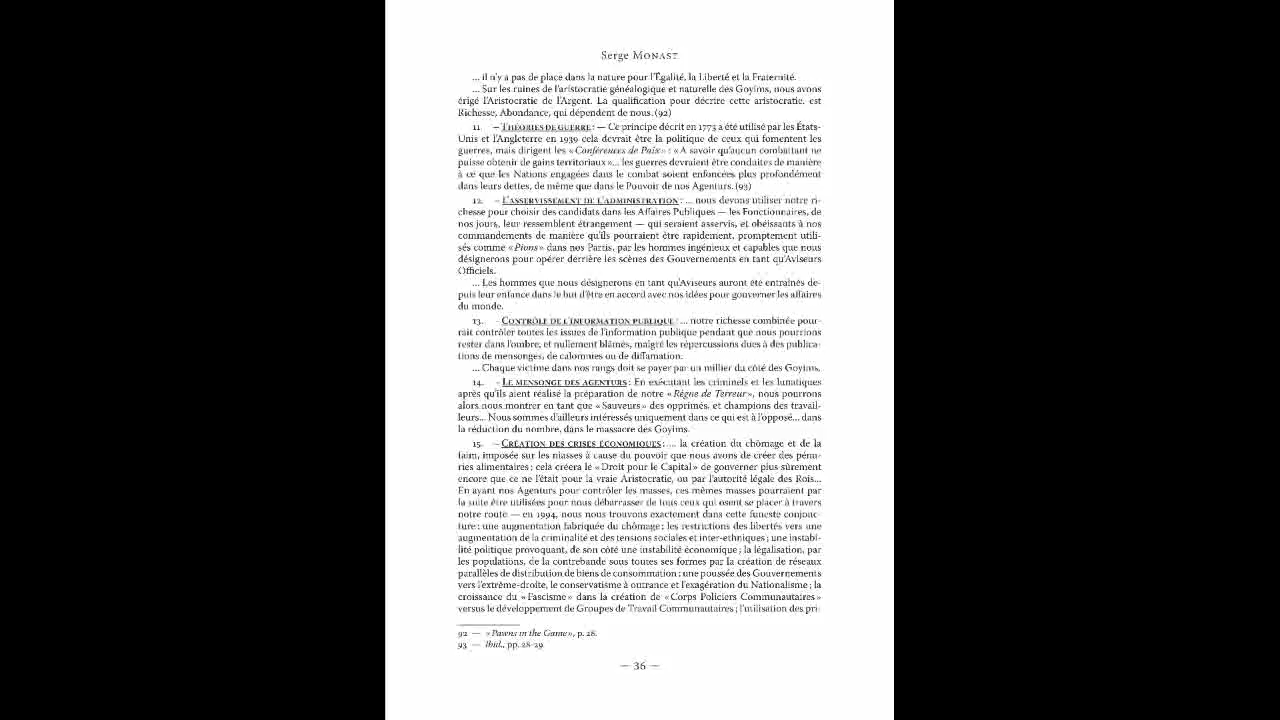 Serge Monast
... il n'y a pas de place dans la nature pour l'Égalité, la Liberté et la Fraternité.
... Sur les ruines de l'aristocratie généalogique et naturelle des Goyims, nous avons
érigé l'Aristocratie de l'Argent. La qualification pour décrire cette aristocratie, est
Richesse, Abondance, qui dépendent de nous. (92)
11. – Théories de guerre : — Ce principe décrit en 1773 a été utilisé par les États-
Unis et l'Angleterre en 1939 cela devrait être la politique de ceux qui fomentent les
guerres, mais dirigent les « Conférences de Paix » : « A savoir qu'aucun combattant ne
puisse obtenir de gains territoriaux »... les guerres devraient être conduites de manière
à ce que les Nations engagées dans le combat soient enfoncées plus profondément
dans leurs dettes, de même que dans le Pouvoir de nos Agenturs. (93)
12. – L'asservissement de l'administration : ... nous devons utiliser notre ri-
chesse pour choisir des candidats dans les Affaires Publiques — les Fonctionnaires, de
nos jours, leur ressemblent étrangement — qui seraient asservis, et obéissants à nos
commandements de manière qu'ils pourraient être rapidement, promptement utili-
sés comme « Pions » dans nos Partis, par les hommes ingénieux et capables que nous
désignerons pour opérer derrière les scènes des Gouvernements en tant qu'Aviseurs
Officiels.
... Les hommes que nous désignerons en tant qu'Aviseurs auront été entraînés de-
puis leur enfance dans le but d'être en accord avec nos idées pour gouverner les affaires
du monde.
13. – Contrôle de l'information publique : ... notre richesse combinée pour-
rait contrôler toutes les issues de l'information publique pendant que nous pourrions
rester dans l'ombre, et nullement blâmés, malgré les répercussions dues à des publica-
tions de mensonges, de calomnies ou de diffamation.
... Chaque victime dans nos rangs doit se payer par un millier du côté des Goyims.
14. – Le mensonge des agenturs : En exécutant les criminels et les lunatiques
après qu'ils aient réalisé la préparation de notre « Règne de Terreur », nous pourrons
alors nous montrer en tant que « Sauveurs » des opprimés, et champions des travail-
leurs... Nous sommes d'ailleurs intéressés uniquement dans ce qui est à l'opposé... dans
la réduction du nombre, dans le massacre des Goyims.
15. – Création des crises économiques : ... la création du chômage et de la
faim, imposée sur les masses à cause du pouvoir que nous avons de créer des pénu-
ries alimentaires ; cela créera le « Droit pour le Capital » de gouverner plus sûrement
encore que ce ne l'était pour la vraie Aristocratie, ou par l'autorité légale des Rois...
En ayant nos Agenturs pour contrôler les masses, ces mêmes masses pourraient par
la suite être utilisées pour nous débarrasser de tous ceux qui osent se placer à travers
notre route — en 1994, nous nous trouvons exactement dans cette funeste conjonc-
ture : une augmentation fabriquée du chômage ; les restrictions des libertés vers une
augmentation de la criminalité et des tensions sociales et inter-ethniques ; une instabi-
lité politique provoquant, de son côté une instabilité économique ; la légalisation, par
les populations, de la contrebande sous toutes ses formes par la création de réseaux
parallèles de distribution de biens de consommation ; une poussée des Gouvernements
vers l'extrême-droite, le conservatisme à outrance et l'exagération du Nationalisme ; la
croissance du « Fascisme » dans la création de « Corps Policiers Communautaires »
versus le développement de Groupes de Travail Communautaires ; l'utilisation des pri-
92 — « Pawns in the Game », p. 28.
93 — Ibid., pp. 28-29
— 36 —